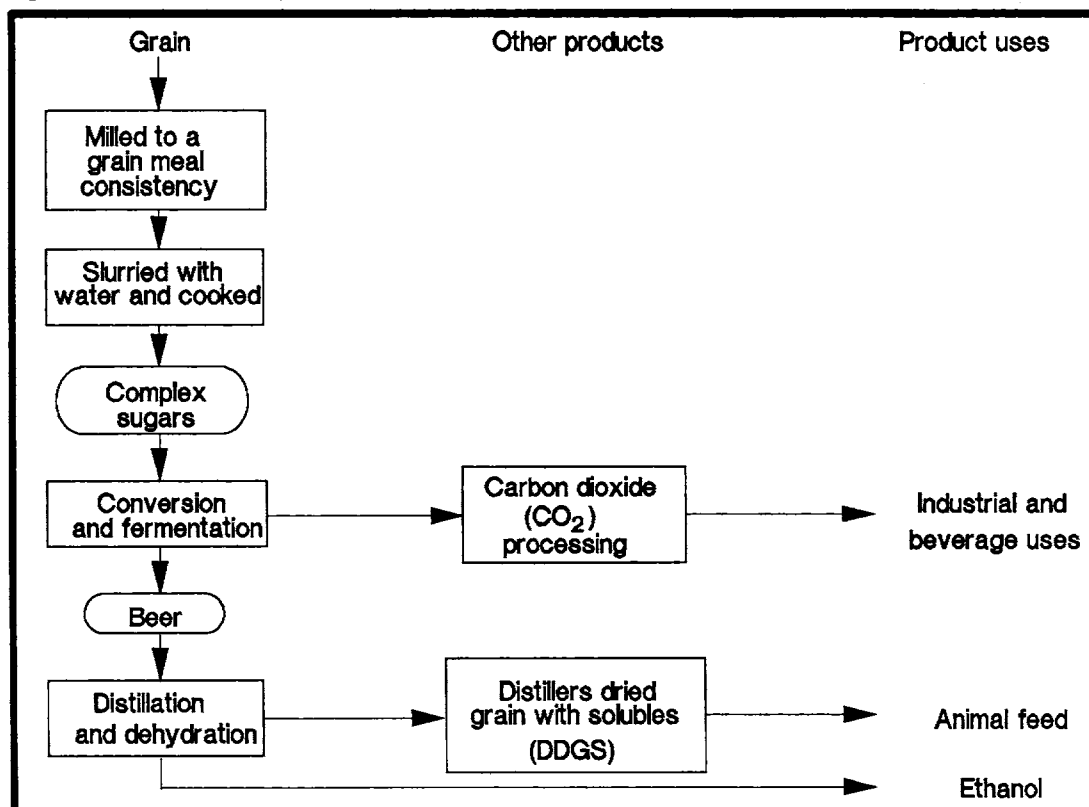 Grain
Other products
Product uses
Milled to a
grain meal
consistency
Slurried with
water and cooked
Complex
sugars
Conversion
and fermentation
Carbon dioxide
(CO₂)
processing
Industrial and
beverage uses
Beer
Distillation
and dehydration
Distillers dried
grain with solubles
(DDGS)
Animal feed
Ethanol